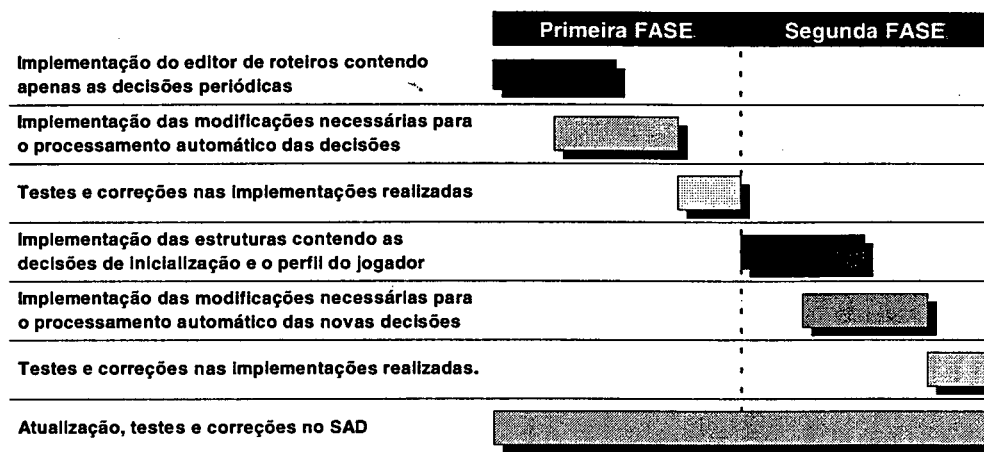 Primeira FASE
Segunda FASE
Implementação do editor de roteiros contendo
apenas as decisões periódicas
Implementação das modificações necessárias para
o processamento automático das decisões
Testes e correções nas implementações realizadas
Implementação das estruturas contendo as
decisões de inicialização e o perfil do jogador
Implementação das modificações necessárias para
o processamento automático das novas decisões
Testes e correções nas implementações realizadas.
Atualização, testes e correções no SAD